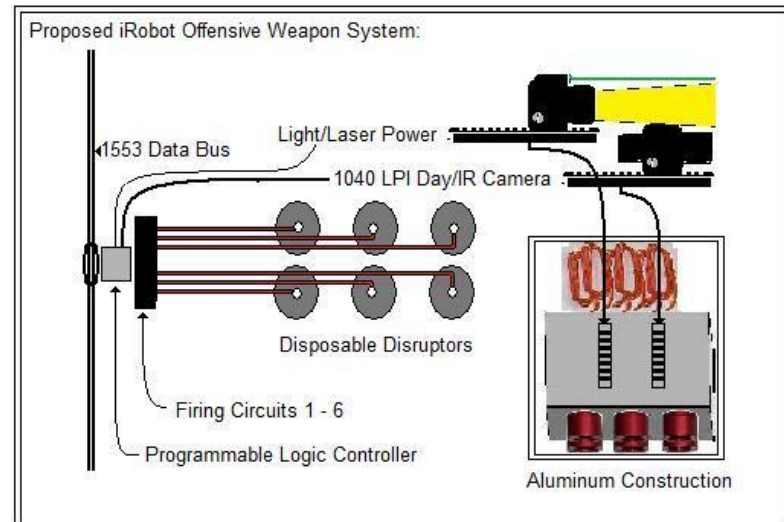 Proposed iRobot Offensive Weapon System:
Light/Laser Power
1553 Data Bus
1040 LPI Day/IR Camera
Disposable Disruptors
Firing Circuits 1 - 6
Programmable Logic Controller
Aluminum Construction